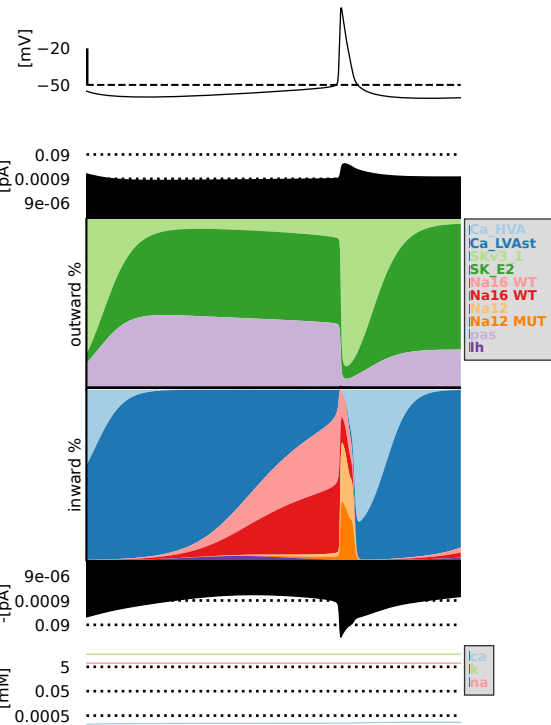 [mV]
−20
−50
[pA]
0.09
0.0009
9e-06
outward %
Ca_HVA
Ca_LVAst
SKv3_1
SK_E2
Na16 WT
Na16 WT
Na12
Na12 MUT
pas
Ih
inward %
-[pA]
9e-06
0.0009
0.09
[mM]
5
0.05
0.0005
ca
k
na